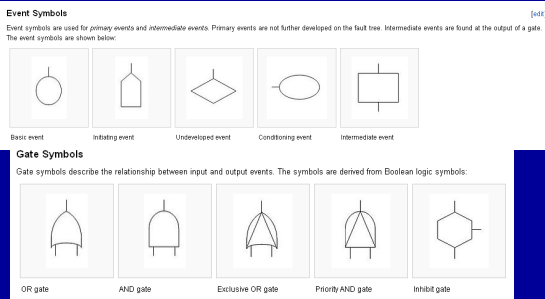 Event Symbols [edit
Event symbols are used for primary events and intermediate events. Primary events are not further developed on the fault tree. Intermediate events are found at the output of a gate.
The event symbols are shown below:
Basic event Initiating event Undeveloped event Conditioning event Intermediate event
Gate Symbols
Gate symbols describe the relationship between input and output events. The symbols are derived from Boolean logic symbols:
OR gate AND gate Exclusive OR gate Priority AND gate Inhibit gate